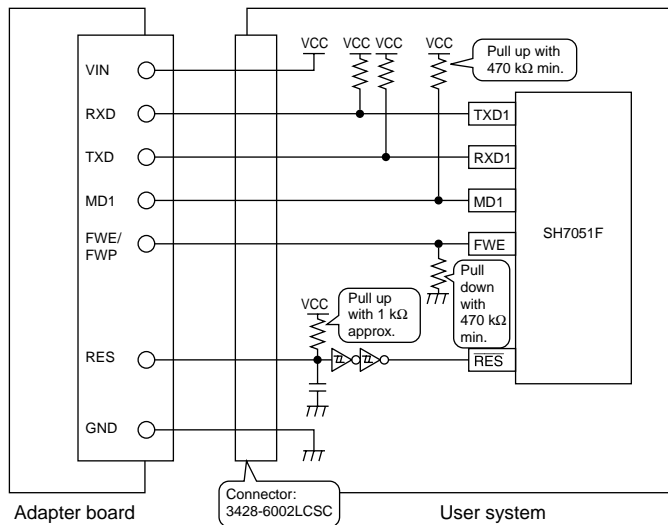 VCC
VCC
VCC
VCC
Pull up with
470 kΩ min.
VIN
RXD
TXD1
TXD
RXD1
MD1
MD1
SH7051F
FWE/
FWP
FWE
Pull
down
with
470 kΩ
min.
VCC
Pull up
with 1 kΩ
approx.
RES
RES
GND
Connector:
3428-6002LCSC
Adapter board
User system